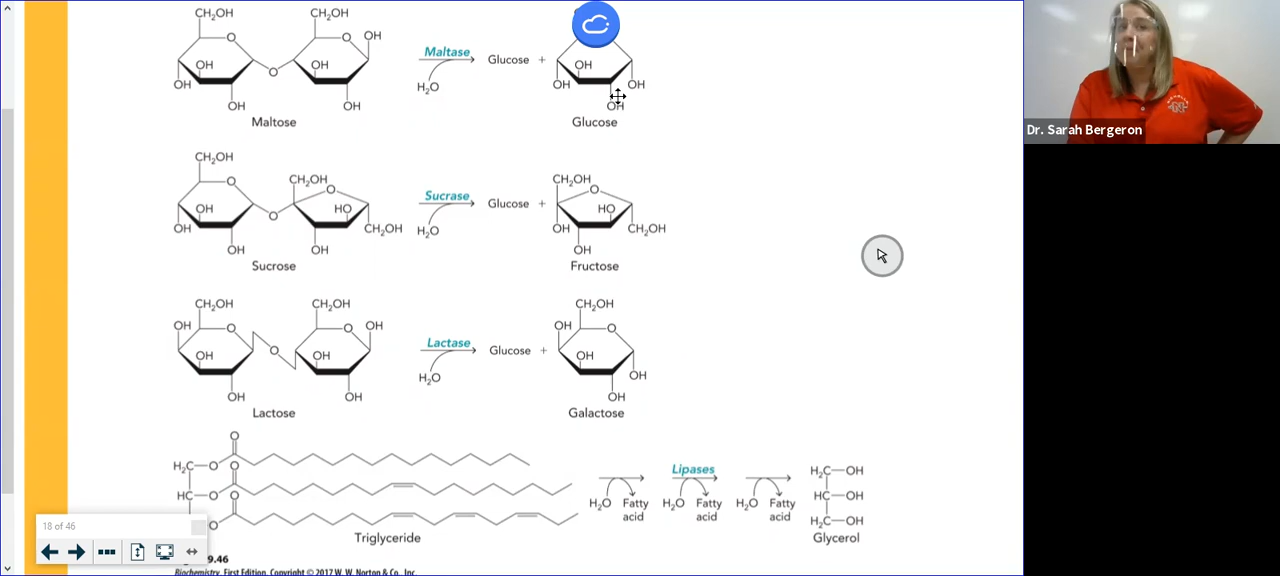 CH₂OH CH₂OH
O O OH
OH OH Maltase Glucose + OH
OH O H₂O OH OH
OH OH OH
Maltose Glucose
Dr. Sarah Bergeron
CH₂OH
O CH₂OH O Sucrase CH₂OH O
OH HO Glucose + HO
OH O CH₂OH H₂O OH CH₂OH
OH OH OH
Sucrose Fructose
CH₂OH CH₂OH CH₂OH
OH O O OH Lactase OH O
OH O OH Glucose + OH
H₂O OH
OH OH OH
Lactose Galactose
O
H₂C—O O Lipases H₂C—OH
HC—O O H₂O Fatty acid H₂O Fatty acid H₂O Fatty acid HC—OH
O H₂C—OH
Triglyceride Glycerol
18 of 46
9.46
Biochemistry, First Edition, Copyright © 2017 W. W. Norton & Co., Inc.